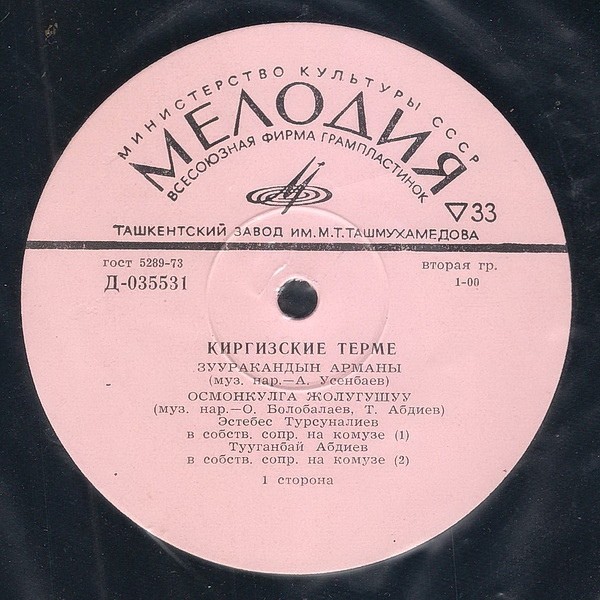 МИНИСТЕРСТВО КУЛЬТУРЫ СССР
МЕЛОДИЯ
ВСЕСОЮЗНАЯ ФИРМА ГРАМПЛАСТИНОК
▽33
ТАШКЕНТСКИЙ ЗАВОД ИМ. М.Т.ТАШМУХАМЕДОВА
гост 5289-73 вторая гр.
Д-035531 1-00
КИРГИЗСКИЕ ТЕРМЕ
ЗУУРАКАНДЫН АРМАНЫ
(муз. нар.—А. Усенбаев)
ОСМОНКУЛГА ЖОЛУГУШУУ
(муз. нар.—О. Болобалаев, Т. Абдиев)
Эстебес Турсуналиев
в собств. сопр. на комузе (1)
Тууганбай Абдиев
в собств. сопр. на комузе (2)
1 сторона